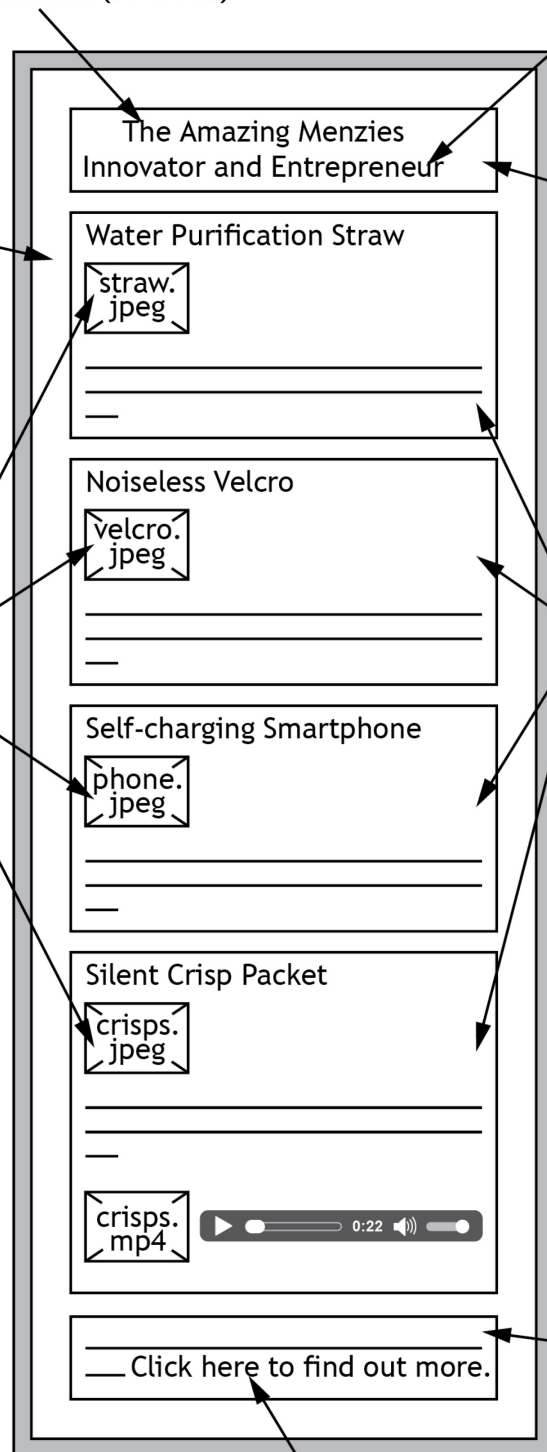 The Amazing Menzies
Innovator and Entrepreneur
Water Purification Straw
straw.
jpeg
Noiseless Velcro
velcro.
jpeg
Self-charging Smartphone
phone.
jpeg
Silent Crisp Packet
crisps.
jpeg
crisps.
mp4
0:22
Click here to find out more.